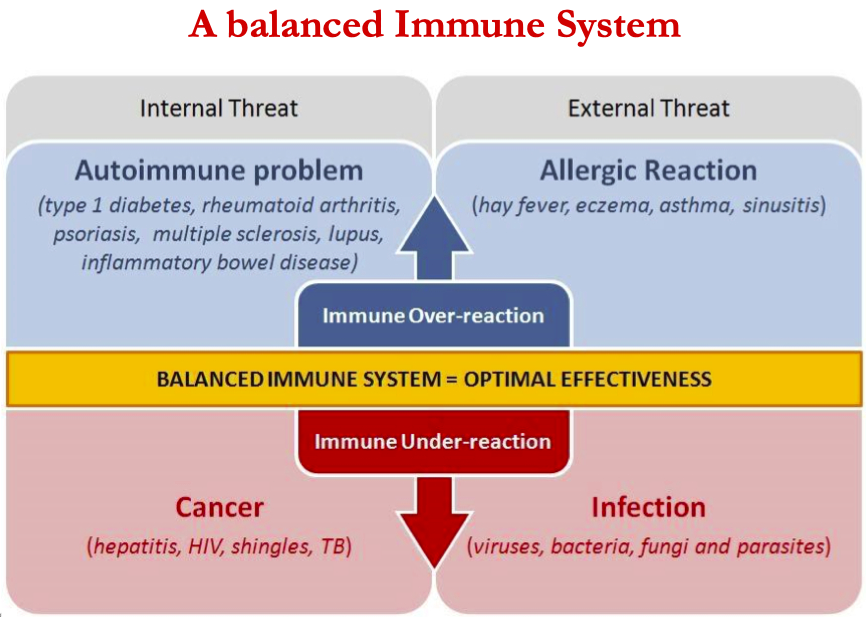 A balanced Immune System
Internal Threat
External Threat
Autoimmune problem
(type 1 diabetes, rheumatoid arthritis,
psoriasis, multiple sclerosis, lupus,
inflammatory bowel disease)
Allergic Reaction
(hay fever, eczema, asthma, sinusitis)
Immune Over-reaction
BALANCED IMMUNE SYSTEM = OPTIMAL EFFECTIVENESS
Immune Under-reaction
Cancer
(hepatitis, HIV, shingles, TB)
Infection
(viruses, bacteria, fungi and parasites)